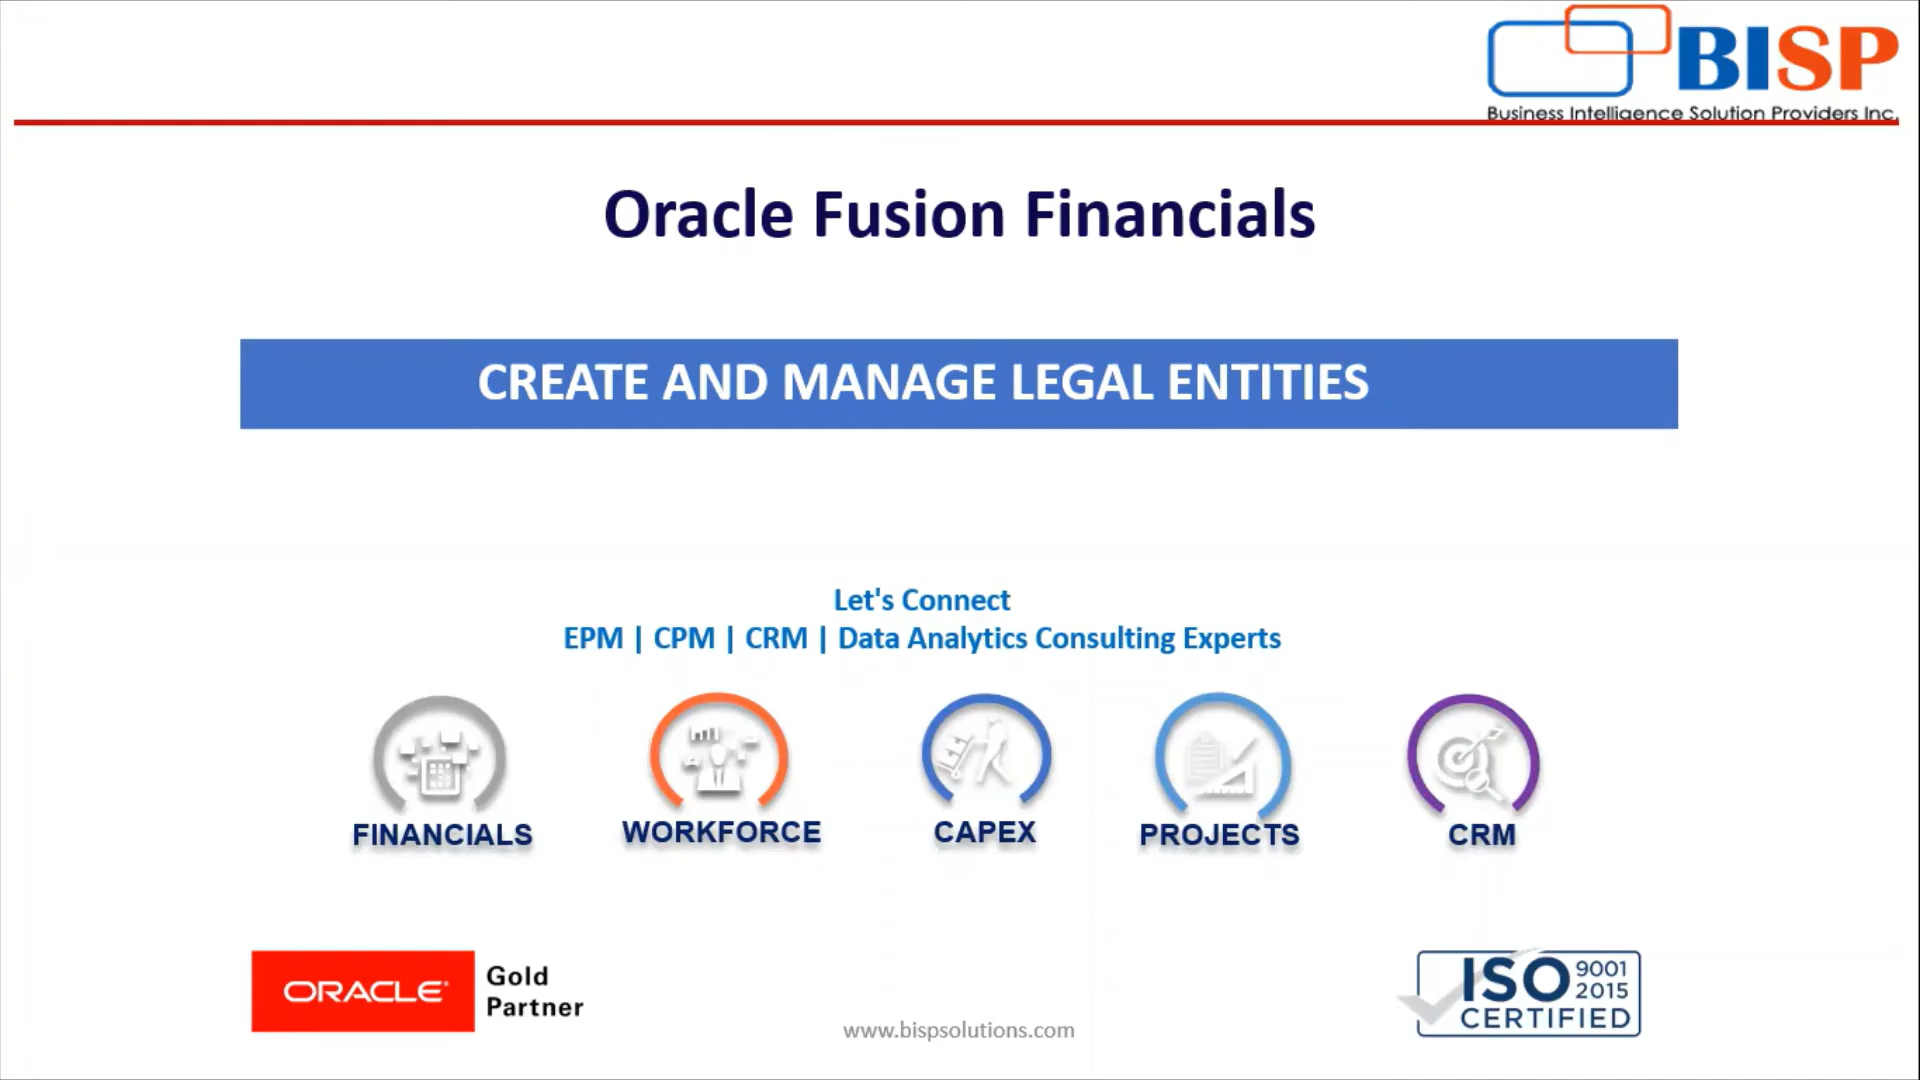 BISP
Business Intelligence Solution Providers Inc.
Oracle Fusion Financials
CREATE AND MANAGE LEGAL ENTITIES
Let's Connect
EPM | CPM | CRM | Data Analytics Consulting Experts
FINANCIALS
WORKFORCE
CAPEX
PROJECTS
CRM
ORACLE
Gold
Partner
www.bispsolutions.com
ISO 9001
2015
CERTIFIED